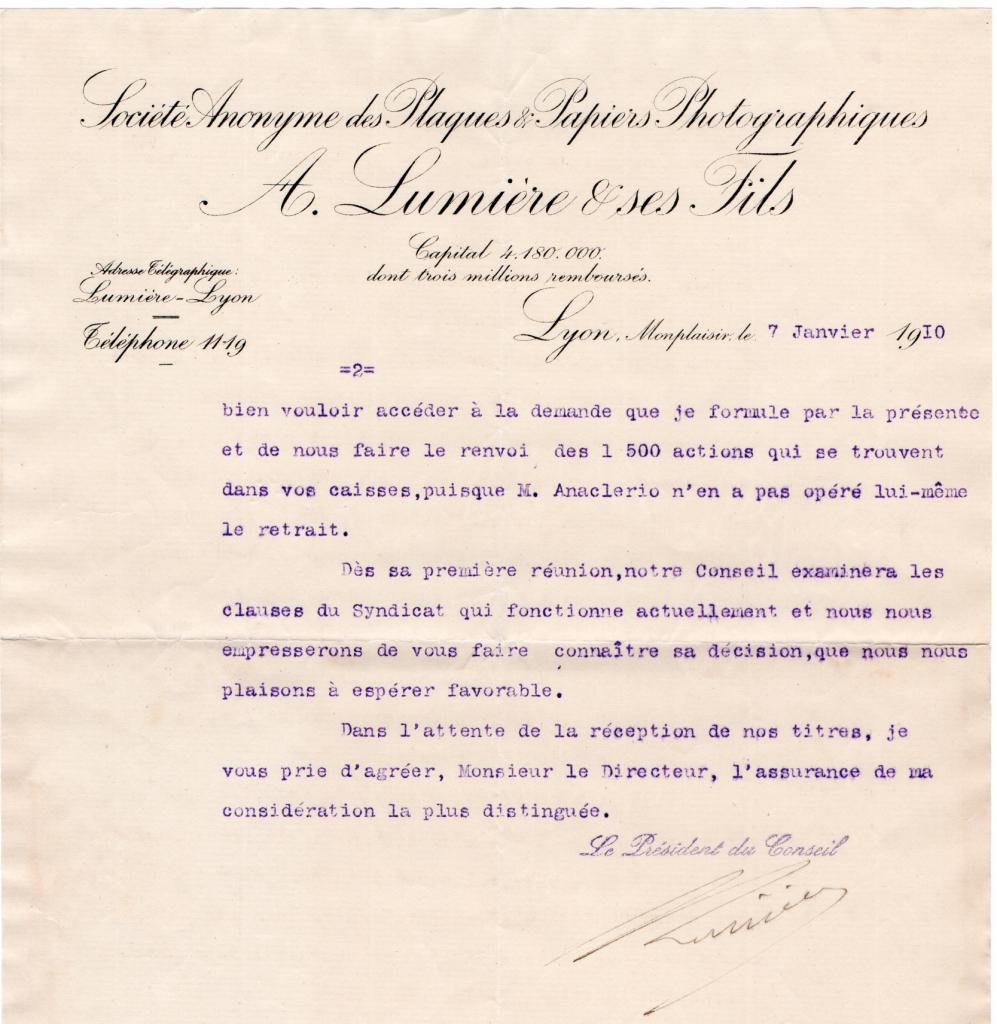 Société Anonyme des Plaques & Papiers Photographiques
A. Lumière & ses Fils
Capital 4.180.000.
dont trois millions remboursés.
Adresse Télégraphique:
Lumière-Lyon
Téléphone 11-19
Lyon, Monplaisir, le 7 Janvier 1910
=2=
bien vouloir accéder à la demande que je formule par la présente
et de nous faire le renvoi des 1 500 actions qui se trouvent
dans vos caisses,puisque M. Anaclerio n'en a pas opéré lui-même
le retrait.
Dès sa première réunion,notre Conseil examinera les
clauses du Syndicat qui fonctionne actuellement et nous nous
empresserons de vous faire connaître sa décision,que nous nous
plaisons à espérer favorable.
Dans l'attente de la réception de nos titres, je
vous prie d'agréer, Monsieur le Directeur, l'assurance de ma
considération la plus distinguée.
Le Président du Conseil
Lumière